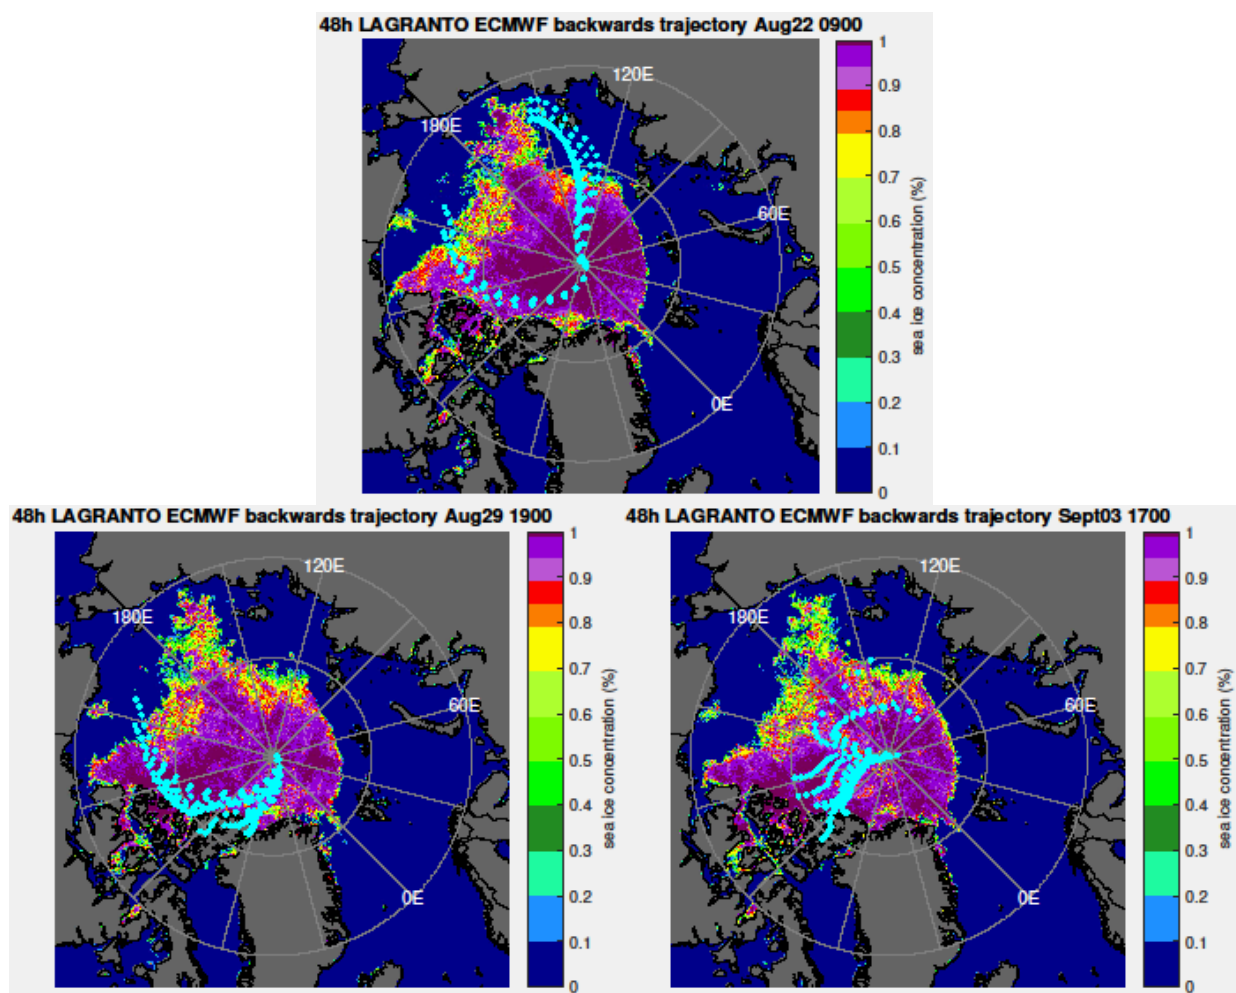 48h LAGRANTO ECMWF backwards trajectory Aug22 0900
120E
180E
60E
0E
1
0.9
0.8
0.7
0.6
0.5
0.4
0.3
0.2
0.1
0
sea ice concentration (%)
48h LAGRANTO ECMWF backwards trajectory Aug29 1900
120E
180E
60E
0E
1
0.9
0.8
0.7
0.6
0.5
0.4
0.3
0.2
0.1
0
sea ice concentration (%)
48h LAGRANTO ECMWF backwards trajectory Sept03 1700
120E
180E
60E
0E
1
0.9
0.8
0.7
0.6
0.5
0.4
0.3
0.2
0.1
0
sea ice concentration (%)